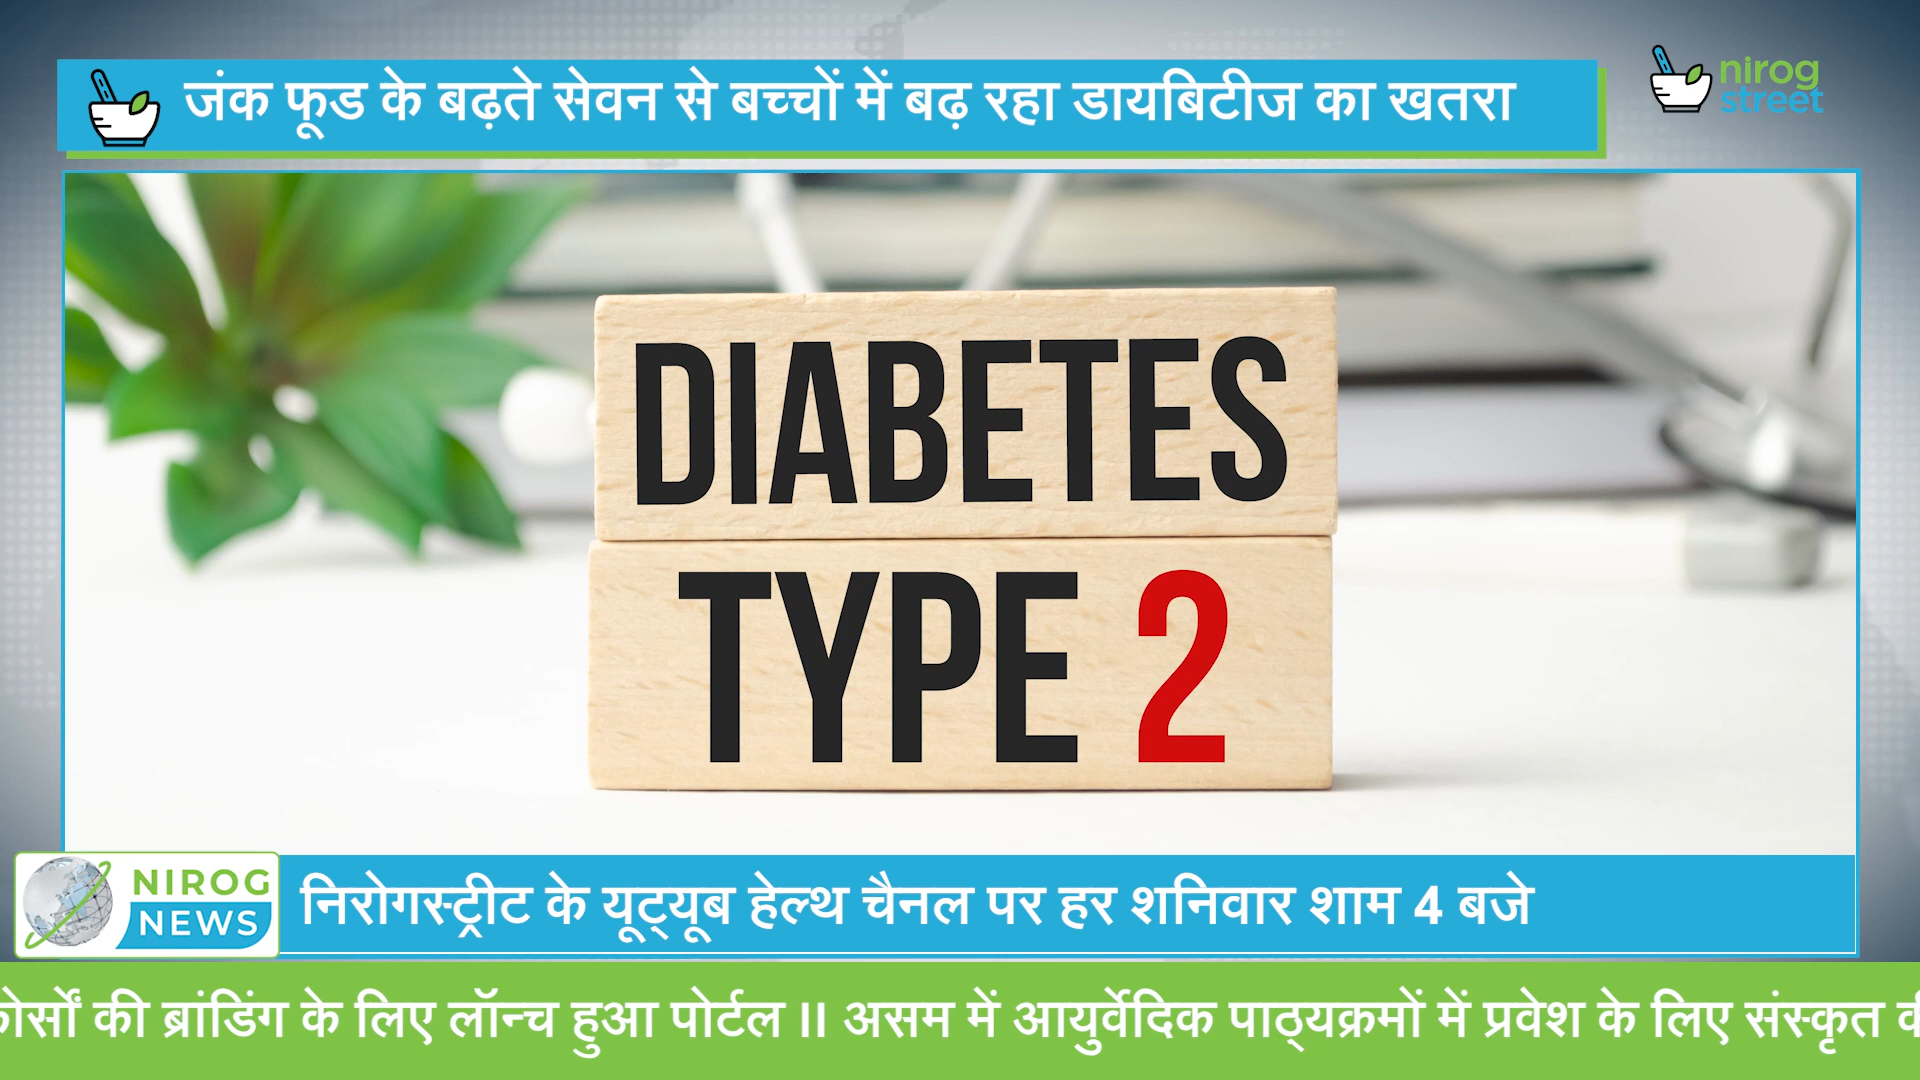 जंक फूड के बढ़ते सेवन से बच्चों में बढ़ रहा डायबिटीज का खतरा
nirog
street
DIABETES
TYPE 2
NIROG
NEWS
निरोगस्ट्रीट के यूट्यूब हेल्थ चैनल पर हर शनिवार शाम 4 बजे
की ब्रांडिंग के लिए लॉन्च हुआ पोर्टल II असम में आयुर्वेदिक पाठ्यक्रमों में प्रवेश के लिए संस्कृत